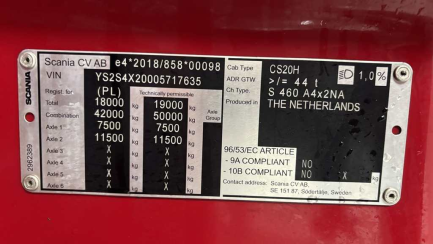 Scania CV AB e4*2018/858*00098
VIN YS2S4X20005717635
Regist. for (PL) Technically permissible
Total 18000 kg 19000 kg
Combination 42000 kg 50000 kg Axle Group
Axle 1 7500 kg 7500 kg
Axle 2 11500 kg 11500 kg
Axle 3 X kg X kg
Axle 4 X kg X kg
Axle 5 X kg X kg
Axle 6 X kg X kg
Cab Type CS20H 1,0%
ADR GTW >/= 44 t
Ch Type S 460 A4x2NA
Produced in THE NETHERLANDS
96/53/EC ARTICLE
- 9A COMPLIANT NO
- 10B COMPLIANT NO X kg
Contact address: Scania CV AB,
SE 151 87, Södertälje, Sweden
SCANIA
2982389